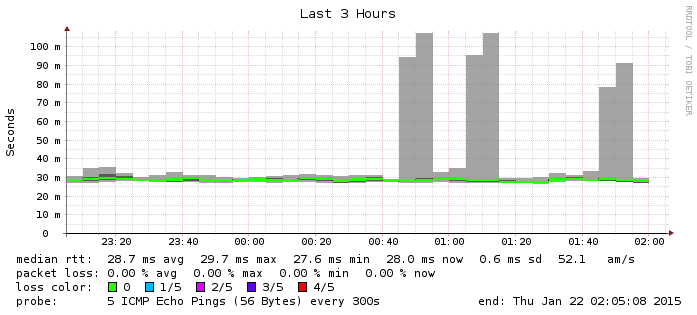 Last 3 Hours
RRDTOOL / TOBI OETIKER
Seconds
100 m
90 m
80 m
70 m
60 m
50 m
40 m
30 m
20 m
10 m
0
23:20 23:40 00:00 00:20 00:40 01:00 01:20 01:40 02:00
median rtt: 28.7 ms avg 29.7 ms max 27.6 ms min 28.0 ms now 0.6 ms sd 52.1 am/s
packet loss: 0.00 % avg 0.00 % max 0.00 % min 0.00 % now
loss color: 0 1/5 2/5 3/5 4/5
probe: 5 ICMP Echo Pings (56 Bytes) every 300s end: Thu Jan 22 02:05:08 2015